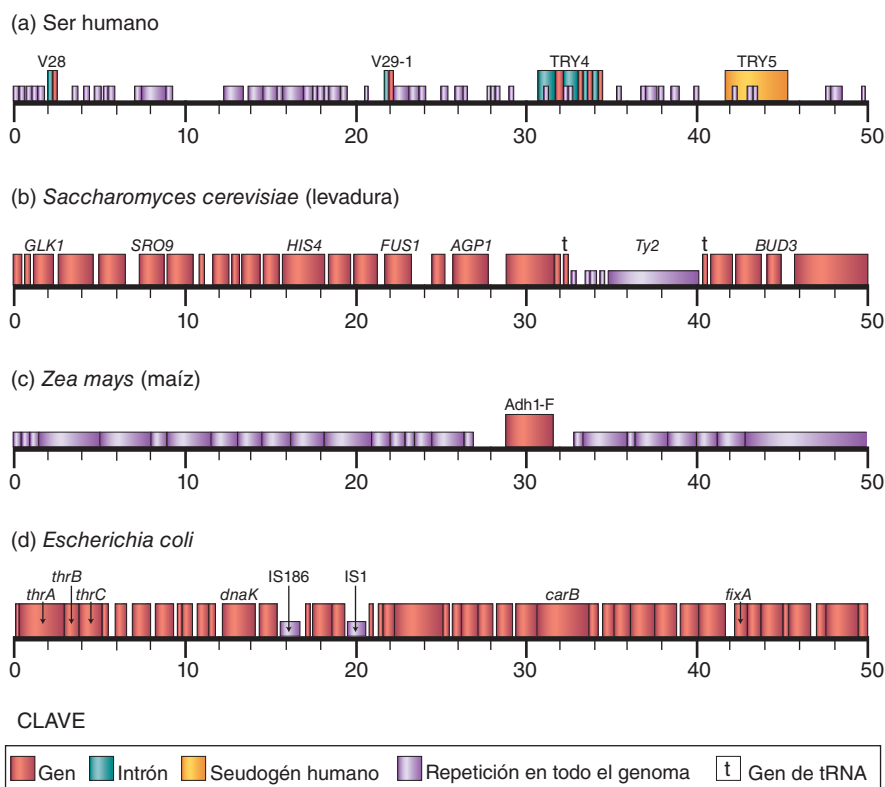 (a) Ser humano
V28 V29-1 TRY4 TRY5
0 10 20 30 40 50
(b) Saccharomyces cerevisiae (levadura)
GLK1 SRO9 HIS4 FUS1 AGP1 t Ty2 t BUD3
0 10 20 30 40 50
(c) Zea mays (maíz)
Adh1-F
0 10 20 30 40 50
(d) Escherichia coli
thrB IS186 IS1
thrA thrC dnaK carB fixA
0 10 20 30 40 50
CLAVE
Gen Intrón Seudogén humano Repetición en todo el genoma t Gen de tRNA